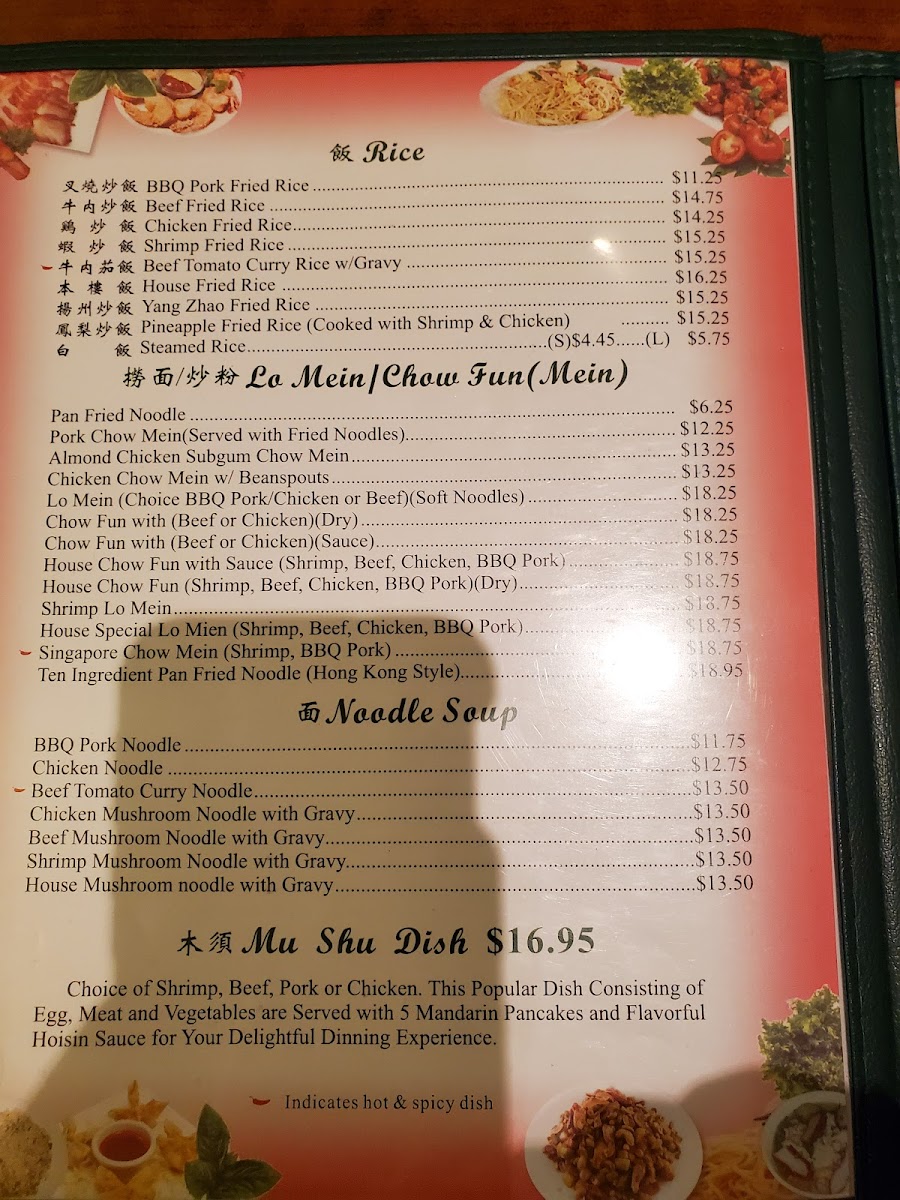 飯 Rice
叉燒炒飯 BBQ Pork Fried Rice ........ $11.25
牛內炒飯 Beef Fried Rice ........ $14.75
鷄 炒 飯 Chicken Fried Rice ........ $14.25
蝦 炒 飯 Shrimp Fried Rice ........ $15.25
牛內茄飯 Beef Tomato Curry Rice w/Gravy ........ $15.25
本 樓 飯 House Fried Rice ........ $16.25
揚州炒飯 Yang Zhao Fried Rice ........ $15.25
鳳梨炒飯 Pineapple Fried Rice (Cooked with Shrimp & Chicken) ........ $15.25
白 飯 Steamed Rice ........ (S)$4.45 ...... (L) $5.75
撈面/炒粉 Lo Mein/Chow Fun(Mein)
Pan Fried Noodle ........ $6.25
Pork Chow Mein(Served with Fried Noodles) ........ $12.25
Almond Chicken Subgum Chow Mein ........ $13.25
Chicken Chow Mein w/ Beanspouts ........ $13.25
Lo Mein (Choice BBQ Pork/Chicken or Beef)(Soft Noodles) ........ $18.25
Chow Fun with (Beef or Chicken)(Dry) ........ $18.25
Chow Fun with (Beef or Chicken)(Sauce) ........ $18.25
House Chow Fun with Sauce (Shrimp, Beef, Chicken, BBQ Pork) ........ $18.75
House Chow Fun (Shrimp, Beef, Chicken, BBQ Pork)(Dry) ........ $18.75
Shrimp Lo Mein ........ $18.75
House Special Lo Mien (Shrimp, Beef, Chicken, BBQ Pork) ........ $18.75
Singapore Chow Mein (Shrimp, BBQ Pork) ........ $18.75
Ten Ingredient Pan Fried Noodle (Hong Kong Style) ........ $18.95
面 Noodle Soup
BBQ Pork Noodle ........ $11.75
Chicken Noodle ........ $12.75
Beef Tomato Curry Noodle ........ $13.50
Chicken Mushroom Noodle with Gravy ........ $13.50
Beef Mushroom Noodle with Gravy ........ $13.50
Shrimp Mushroom Noodle with Gravy ........ $13.50
House Mushroom noodle with Gravy ........ $13.50
木須 Mu Shu Dish $16.95
Choice of Shrimp, Beef, Pork or Chicken. This Popular Dish Consisting of
Egg, Meat and Vegetables are Served with 5 Mandarin Pancakes and Flavorful
Hoisin Sauce for Your Delightful Dinning Experience.
Indicates hot & spicy dish